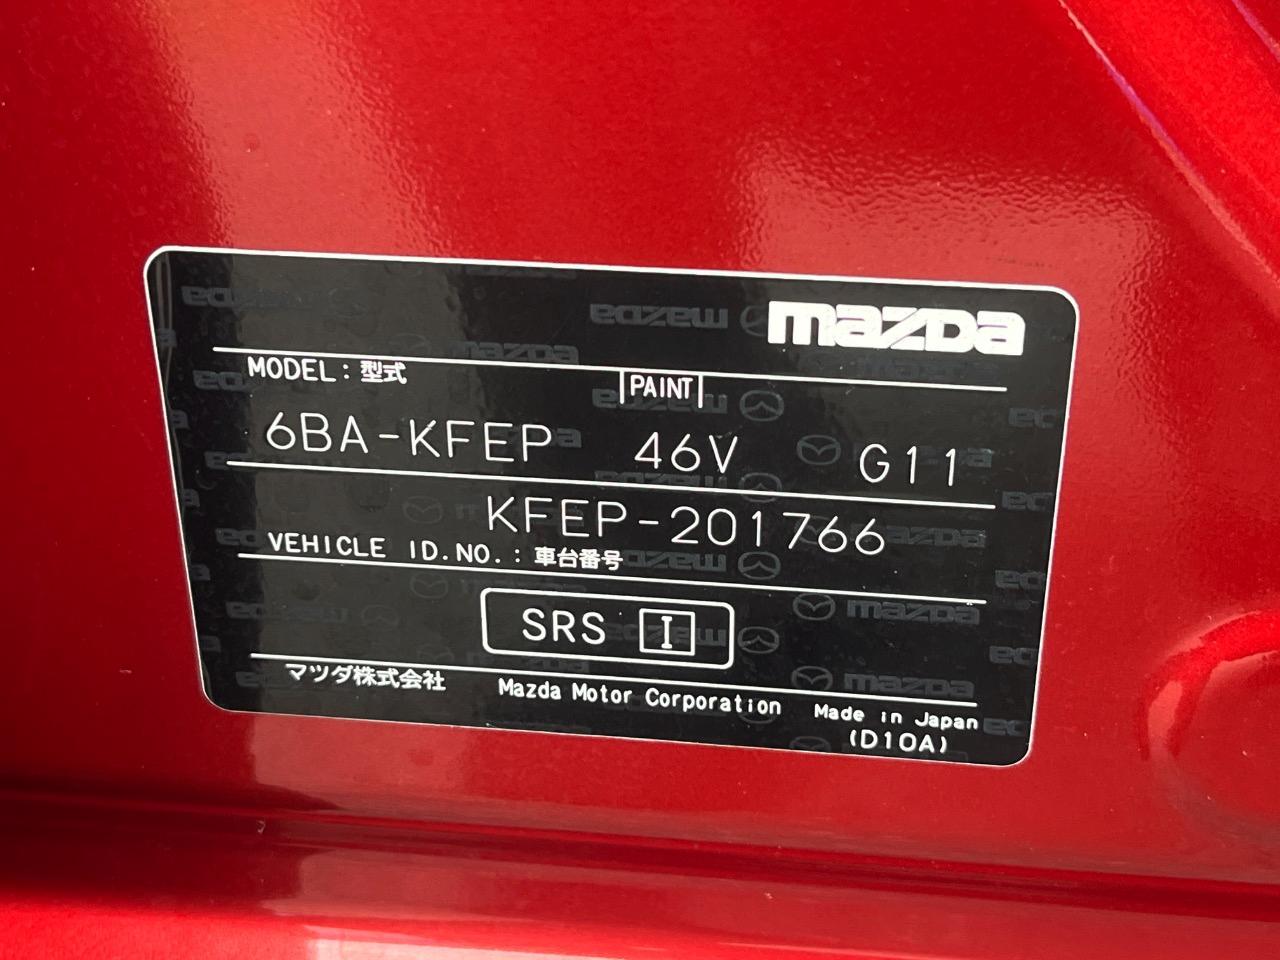 mazda
MODEL：型式 PAINT
6BA-KFEP 46V G11
KFEP-201766
VEHICLE ID.NO.：車台番号
SRS I
マツダ株式会社 Mazda Motor Corporation Made in Japan
(D10A)